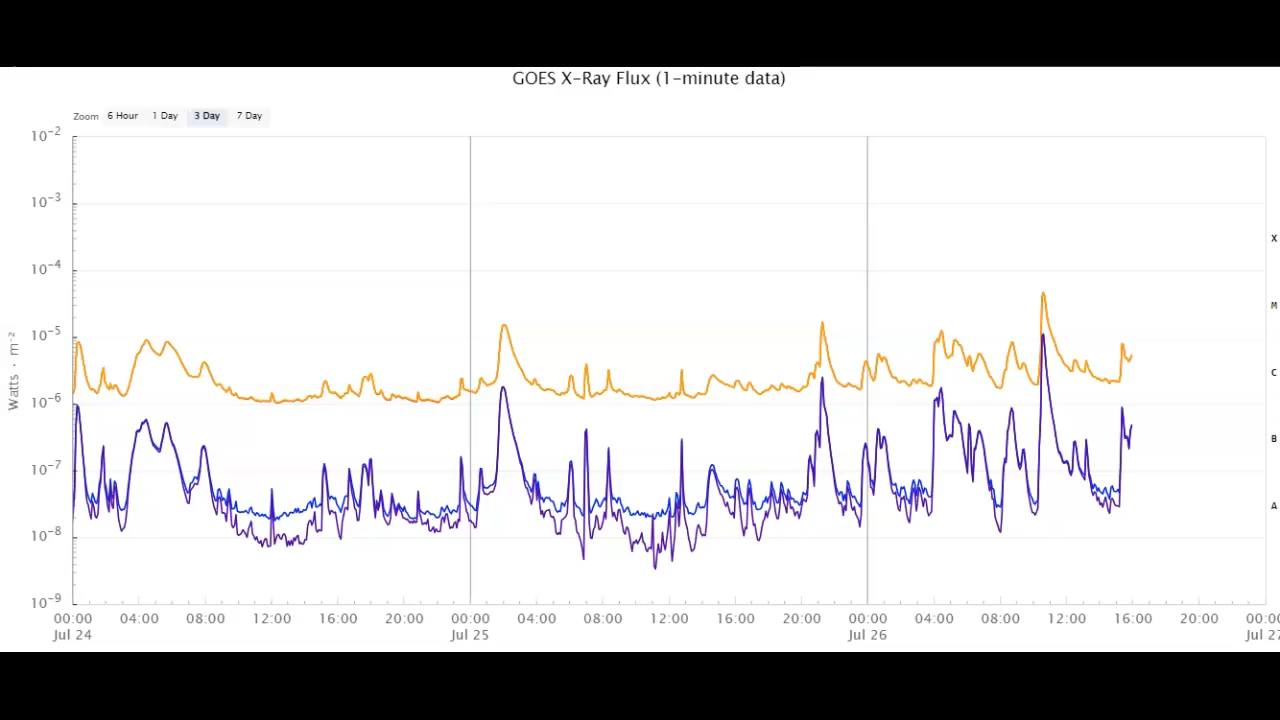 GOES X-Ray Flux (1-minute data)
Zoom 6 Hour 1 Day 3 Day 7 Day
10⁻²
10⁻³
10⁻⁴
10⁻⁵
10⁻⁶
10⁻⁷
10⁻⁸
10⁻⁹
Watts · m⁻²
X
M
C
B
A
00:00 04:00 08:00 12:00 16:00 20:00 00:00 04:00 08:00 12:00 16:00 20:00 00:00 04:00 08:00 12:00 16:00 20:00 00:00
Jul 24 Jul 25 Jul 26 Jul 27